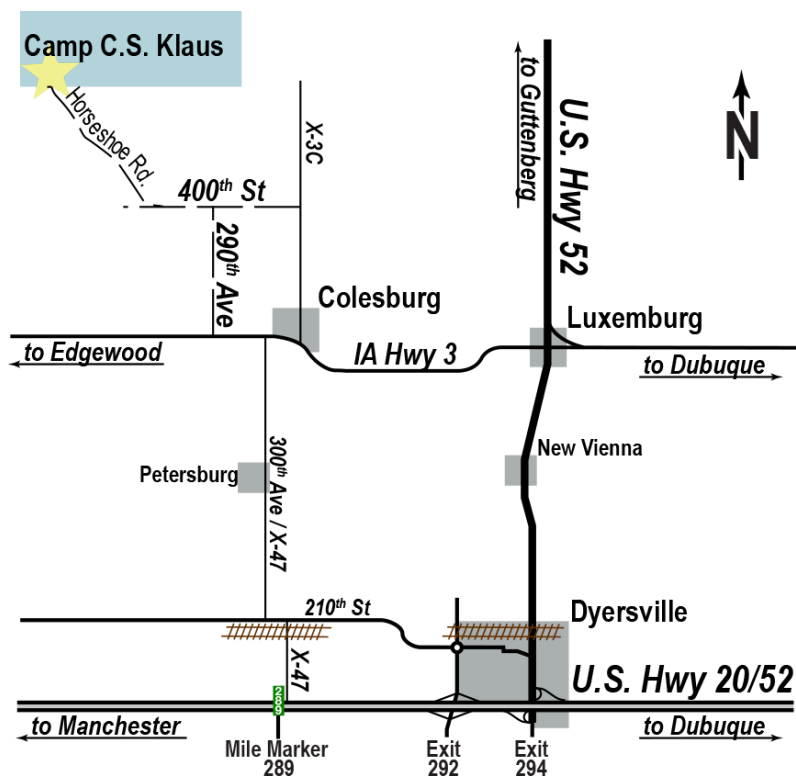 Camp C.S. Klaus
Horseshoe Rd.
400th St
290th Ave
X-3C
to Guttenberg
U.S. Hwy 52
N
Colesburg
Luxemburg
to Edgewood
IA Hwy 3
to Dubuque
New Vienna
Petersburg
300th Ave / X-47
210th St
Dyersville
X-47
U.S. Hwy 20/52
289
to Manchester
to Dubuque
Mile Marker
289
Exit
292
Exit
294